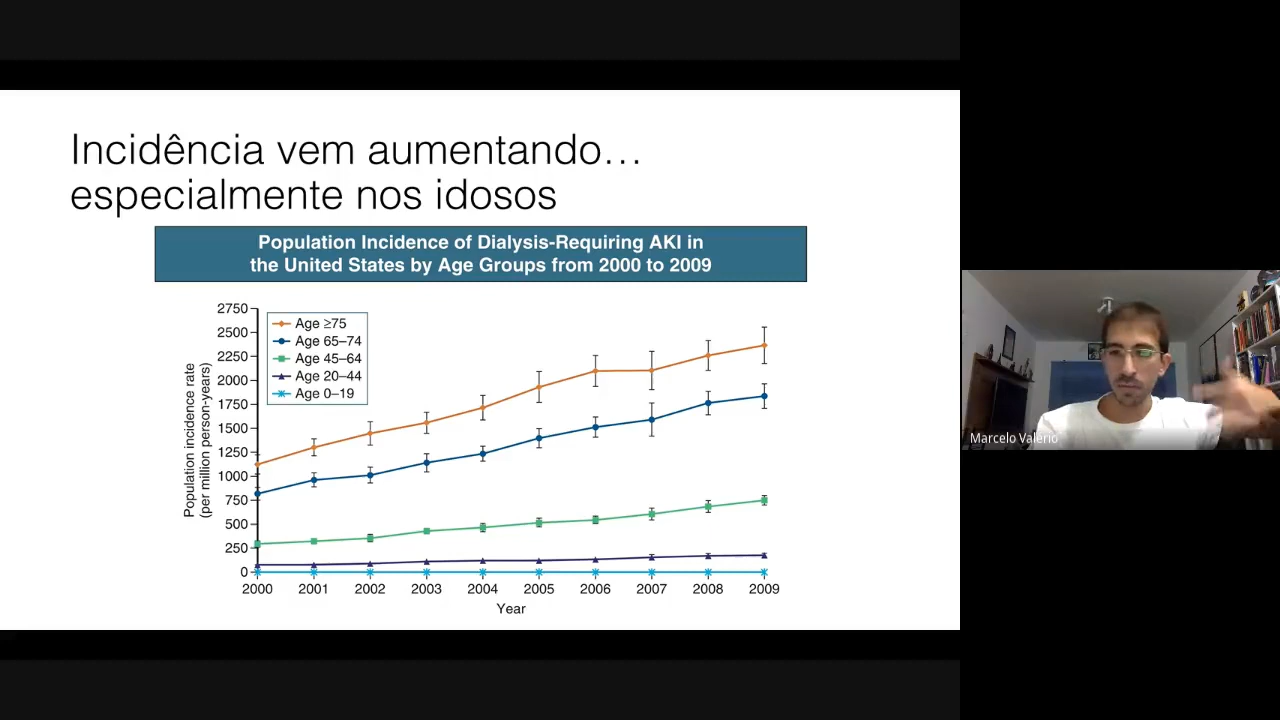 Incidência vem aumentando…
especialmente nos idosos
Population Incidence of Dialysis-Requiring AKI in
the United States by Age Groups from 2000 to 2009
Population incidence rate
(per million person-years)
2750
2500
2250
2000
1750
1500
1250
1000
750
500
250
0
Age ≥75
Age 65–74
Age 45–64
Age 20–44
Age 0–19
2000 2001 2002 2003 2004 2005 2006 2007 2008 2009
Year
Marcelo Valério